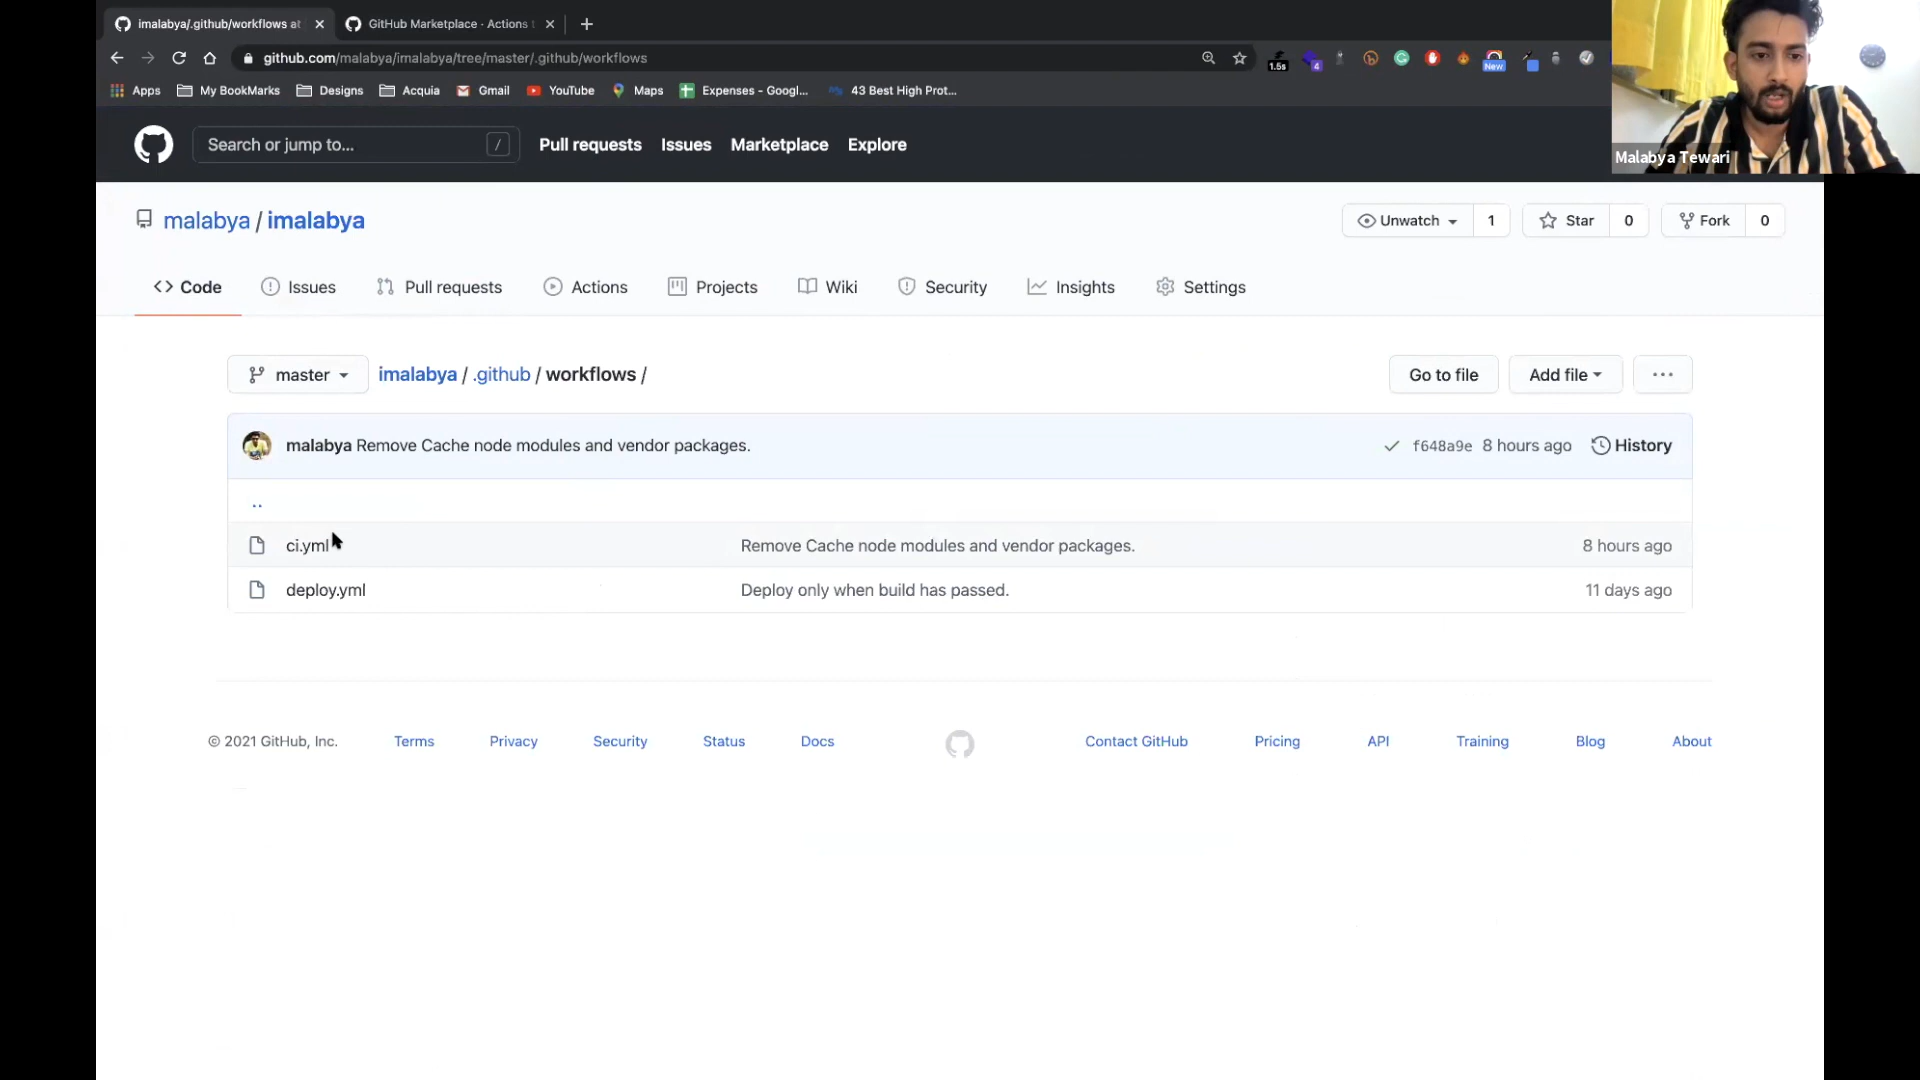 imalabya/.github/workflows at
GitHub Marketplace · Actions t
github.com/malabya/imalabya/tree/master/.github/workflows
1.5s
4
New
Apps
My BookMarks
Designs
Acquia
Gmail
YouTube
Maps
Expenses - Googl...
43 Best High Prot...
Search or jump to...
/
Pull requests
Issues
Marketplace
Explore
Malabya Tewari
malabya / imalabya
Unwatch
1
Star
0
Fork
0
Code
Issues
Pull requests
Actions
Projects
Wiki
Security
Insights
Settings
master
imalabya / .github / workflows /
Go to file
Add file
...
malabya Remove Cache node modules and vendor packages.
f648a9e 8 hours ago
History
..
ci.yml
Remove Cache node modules and vendor packages.
8 hours ago
deploy.yml
Deploy only when build has passed.
11 days ago
© 2021 GitHub, Inc.
Terms
Privacy
Security
Status
Docs
Contact GitHub
Pricing
API
Training
Blog
About